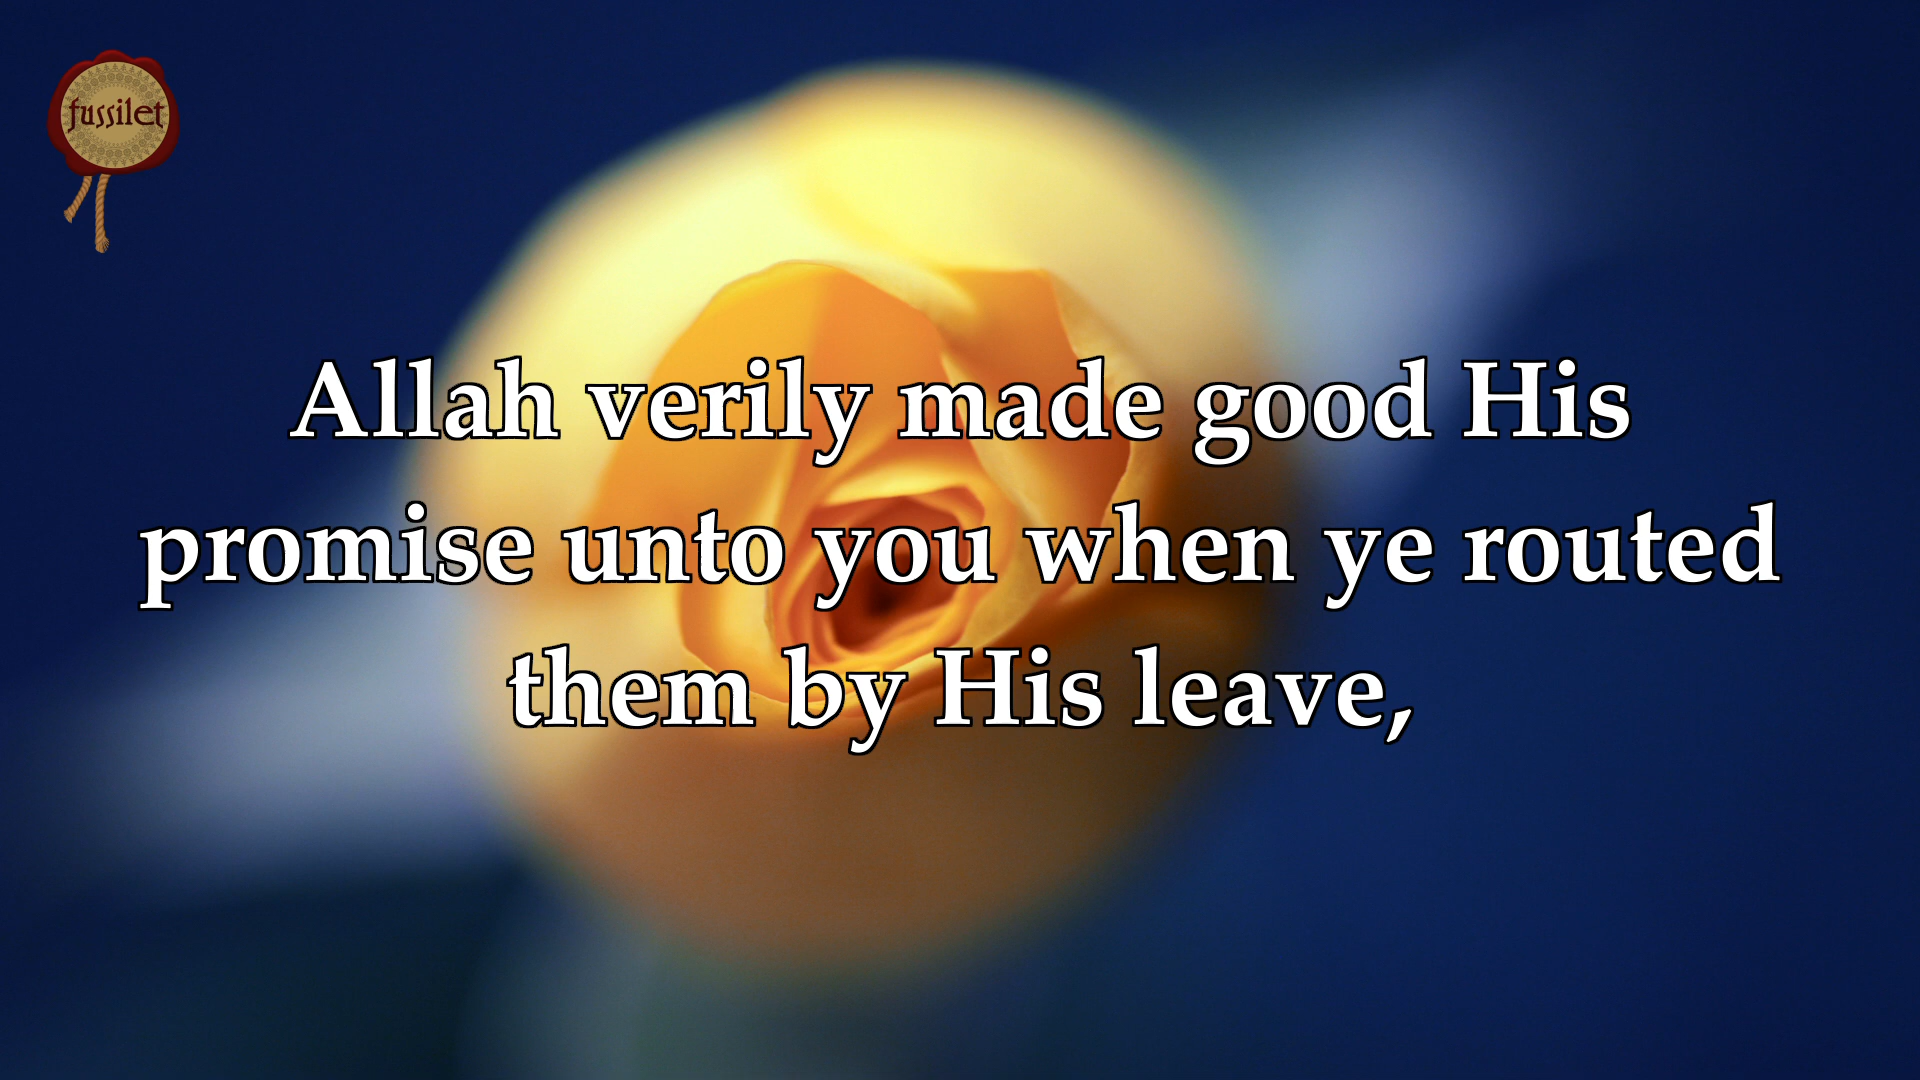 fussilet
Allah verily made good His
promise unto you when ye routed
them by His leave,